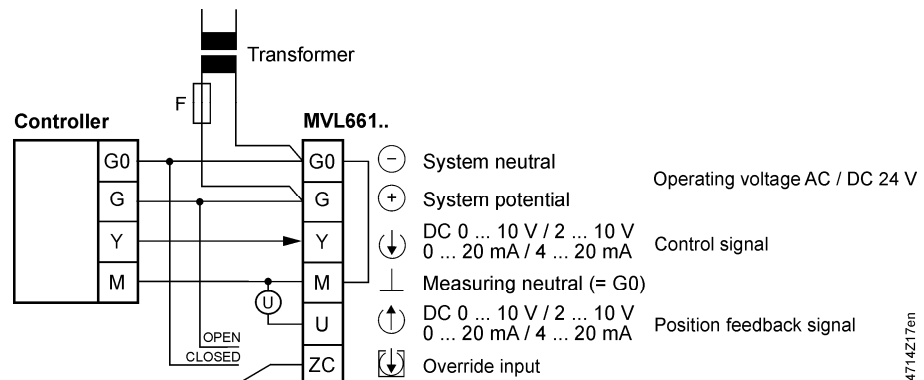 Transformer
F
Controller
MVL661..
G0
G0
− System neutral
Operating voltage AC / DC 24 V
G
G
+ System potential
Y
Y
DC 0 ... 10 V / 2 ... 10 V
0 ... 20 mA / 4 ... 20 mA
Control signal
M
M
Measuring neutral (= G0)
U
U
DC 0 ... 10 V / 2 ... 10 V
0 ... 20 mA / 4 ... 20 mA
Position feedback signal
OPEN
CLOSED
ZC
Override input
4714Z17en